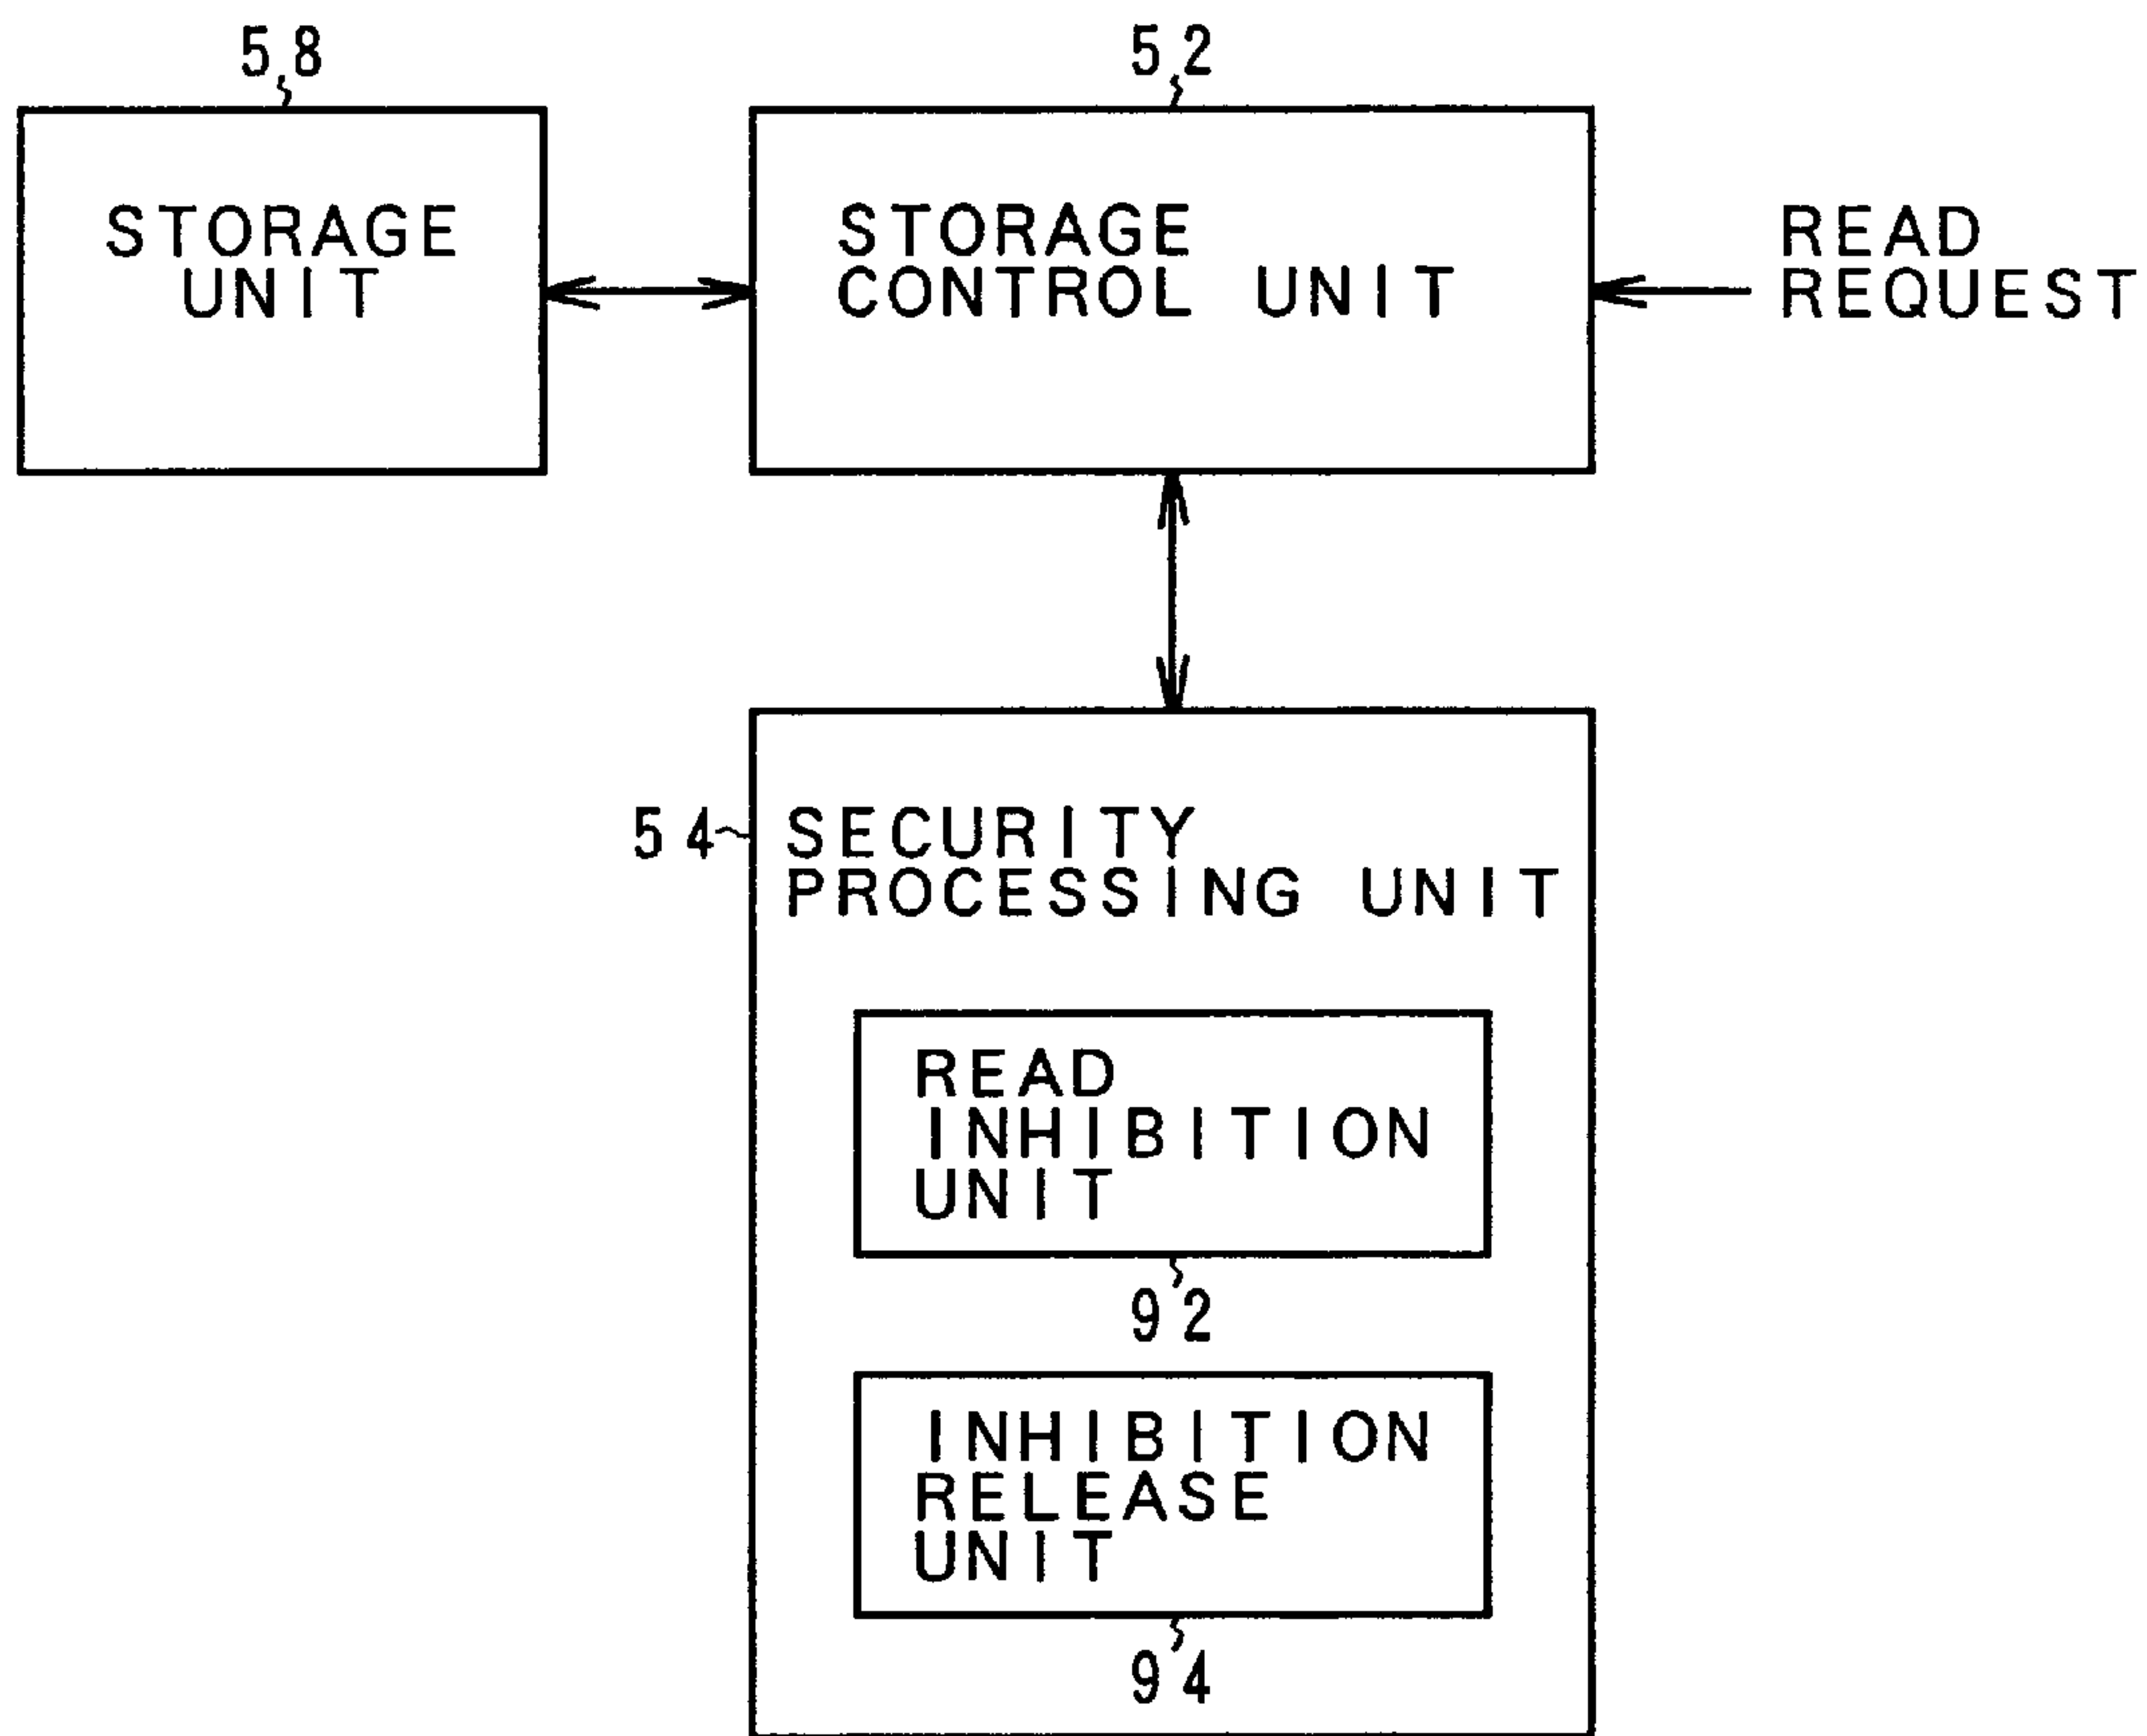 58
STORAGE
UNIT
52
STORAGE
CONTROL UNIT
READ
REQUEST
54
SECURITY
PROCESSING UNIT
READ
INHIBITION
UNIT
92
INHIBITION
RELEASE
UNIT
94